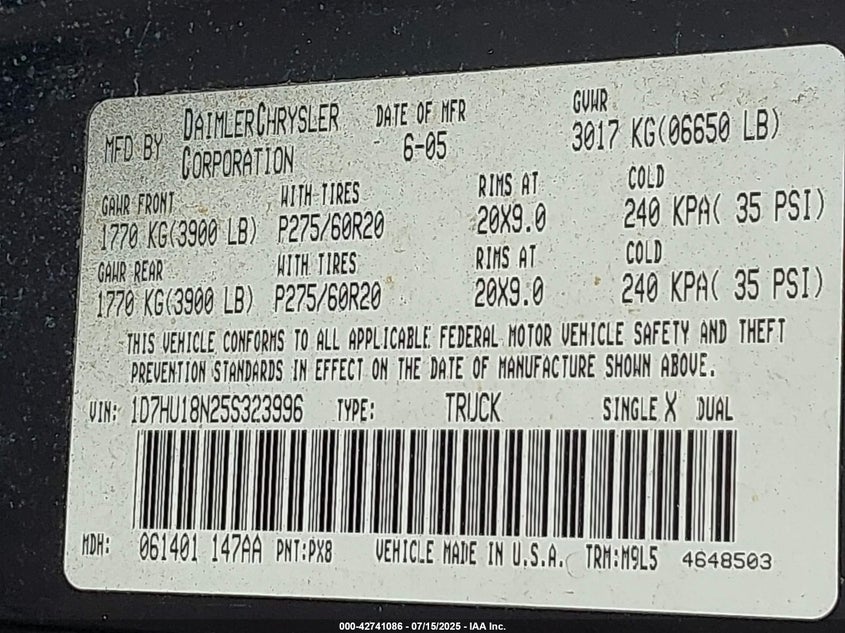 MFD BY DAIMLERCHRYSLER CORPORATION DATE OF MFR 6-05 GVWR 3017 KG(06650 LB)
GAWR FRONT WITH TIRES RIMS AT COLD
1770 KG(3900 LB) P275/60R20 20X9.0 240 KPA( 35 PSI)
GAWR REAR WITH TIRES RIMS AT COLD
1770 KG(3900 LB) P275/60R20 20X9.0 240 KPA( 35 PSI)
THIS VEHICLE CONFORMS TO ALL APPLICABLE FEDERAL MOTOR VEHICLE SAFETY AND THEFT
PREVENTION STANDARDS IN EFFECT ON THE DATE OF MANUFACTURE SHOWN ABOVE.
VIN: 1D7HU18N25S323996 TYPE: TRUCK SINGLE X DUAL
MDH: 061401 147AA PNT:PX8 VEHICLE MADE IN U.S.A. TRM:M9L5 4648503
000-42741086 - 07/15/2025 - IAA Inc.